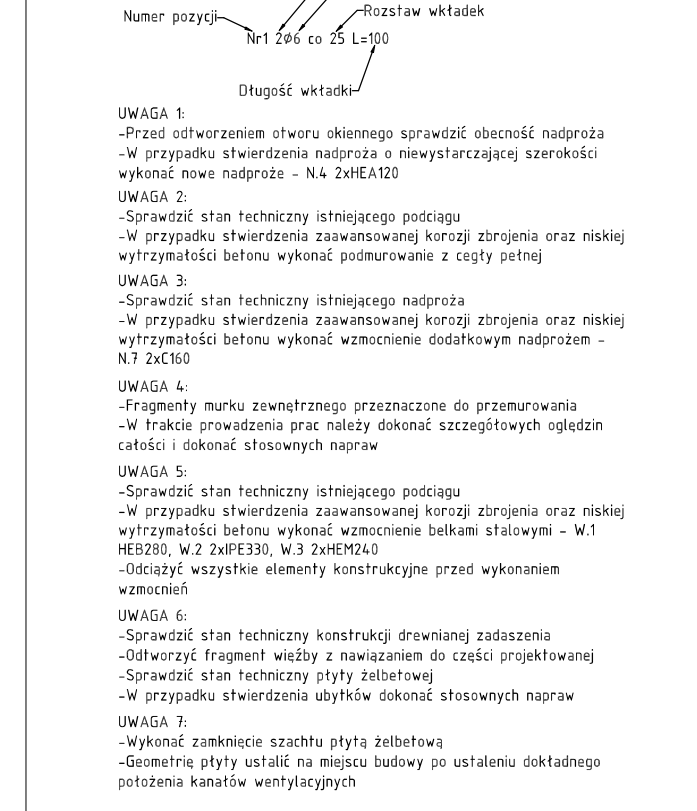 Rozstaw wkładek
Numer pozycji
Nr1 2ø6 co 25 L=100
Długość wkładki
UWAGA 1:
-Przed odtworzeniem otworu okiennego sprawdzić obecność nadproża
-W przypadku stwierdzenia nadproża o niewystarczającej szerokości
wykonać nowe nadproże - N.4 2xHEA120
UWAGA 2:
-Sprawdzić stan techniczny istniejącego podciągu
-W przypadku stwierdzenia zaawansowanej korozji zbrojenia oraz niskiej
wytrzymałości betonu wykonać podmurowanie z cegły pełnej
UWAGA 3:
-Sprawdzić stan techniczny istniejącego nadproża
-W przypadku stwierdzenia zaawansowanej korozji zbrojenia oraz niskiej
wytrzymałości betonu wykonać wzmocnienie dodatkowym nadprożem -
N.7 2xC160
UWAGA 4:
-Fragmenty murku zewnętrznego przeznaczone do przemurowania
-W trakcie prowadzenia prac należy dokonać szczegółowych oględzin
całości i dokonać stosownych napraw
UWAGA 5:
-Sprawdzić stan techniczny istniejącego podciągu
-W przypadku stwierdzenia zaawansowanej korozji zbrojenia oraz niskiej
wytrzymałości betonu wykonać wzmocnienie belkami stalowymi - W.1
HEB280, W.2 2xIPE330, W.3 2xHEM240
-Odciążyć wszystkie elementy konstrukcyjne przed wykonaniem
wzmocnień
UWAGA 6:
-Sprawdzić stan techniczny konstrukcji drewnianej zadaszenia
-Odtworzyć fragment więźby z nawiązaniem do części projektowanej
-Sprawdzić stan techniczny płyty żelbetowej
-W przypadku stwierdzenia ubytków dokonać stosownych napraw
UWAGA 7:
-Wykonać zamknięcie szachtu płytą żelbetową
-Geometrię płyty ustalić na miejscu budowy po ustaleniu dokładnego
położenia kanałów wentylacyjnych